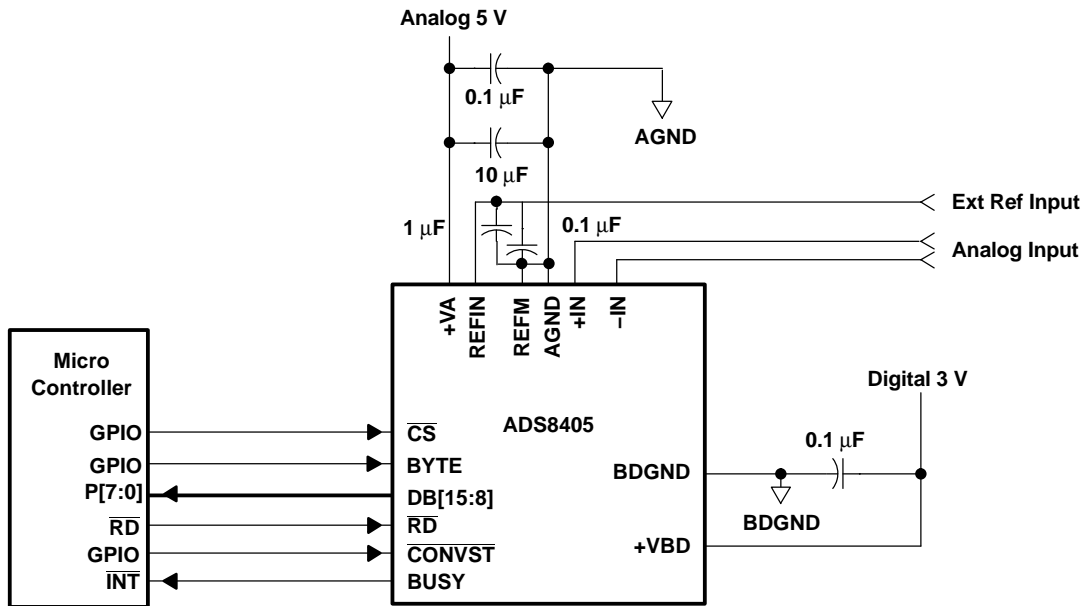 Analog 5 V
0.1 μF
AGND
10 μF
Ext Ref Input
1 μF
0.1 μF
Analog Input
+VA
REFIN
REFM
AGND
+IN
−IN
Micro
Controller
Digital 3 V
GPIO
CS
ADS8405
0.1 μF
GPIO
BYTE
BDGND
P[7:0]
DB[15:8]
RD
RD
BDGND
GPIO
CONVST
+VBD
INT
BUSY